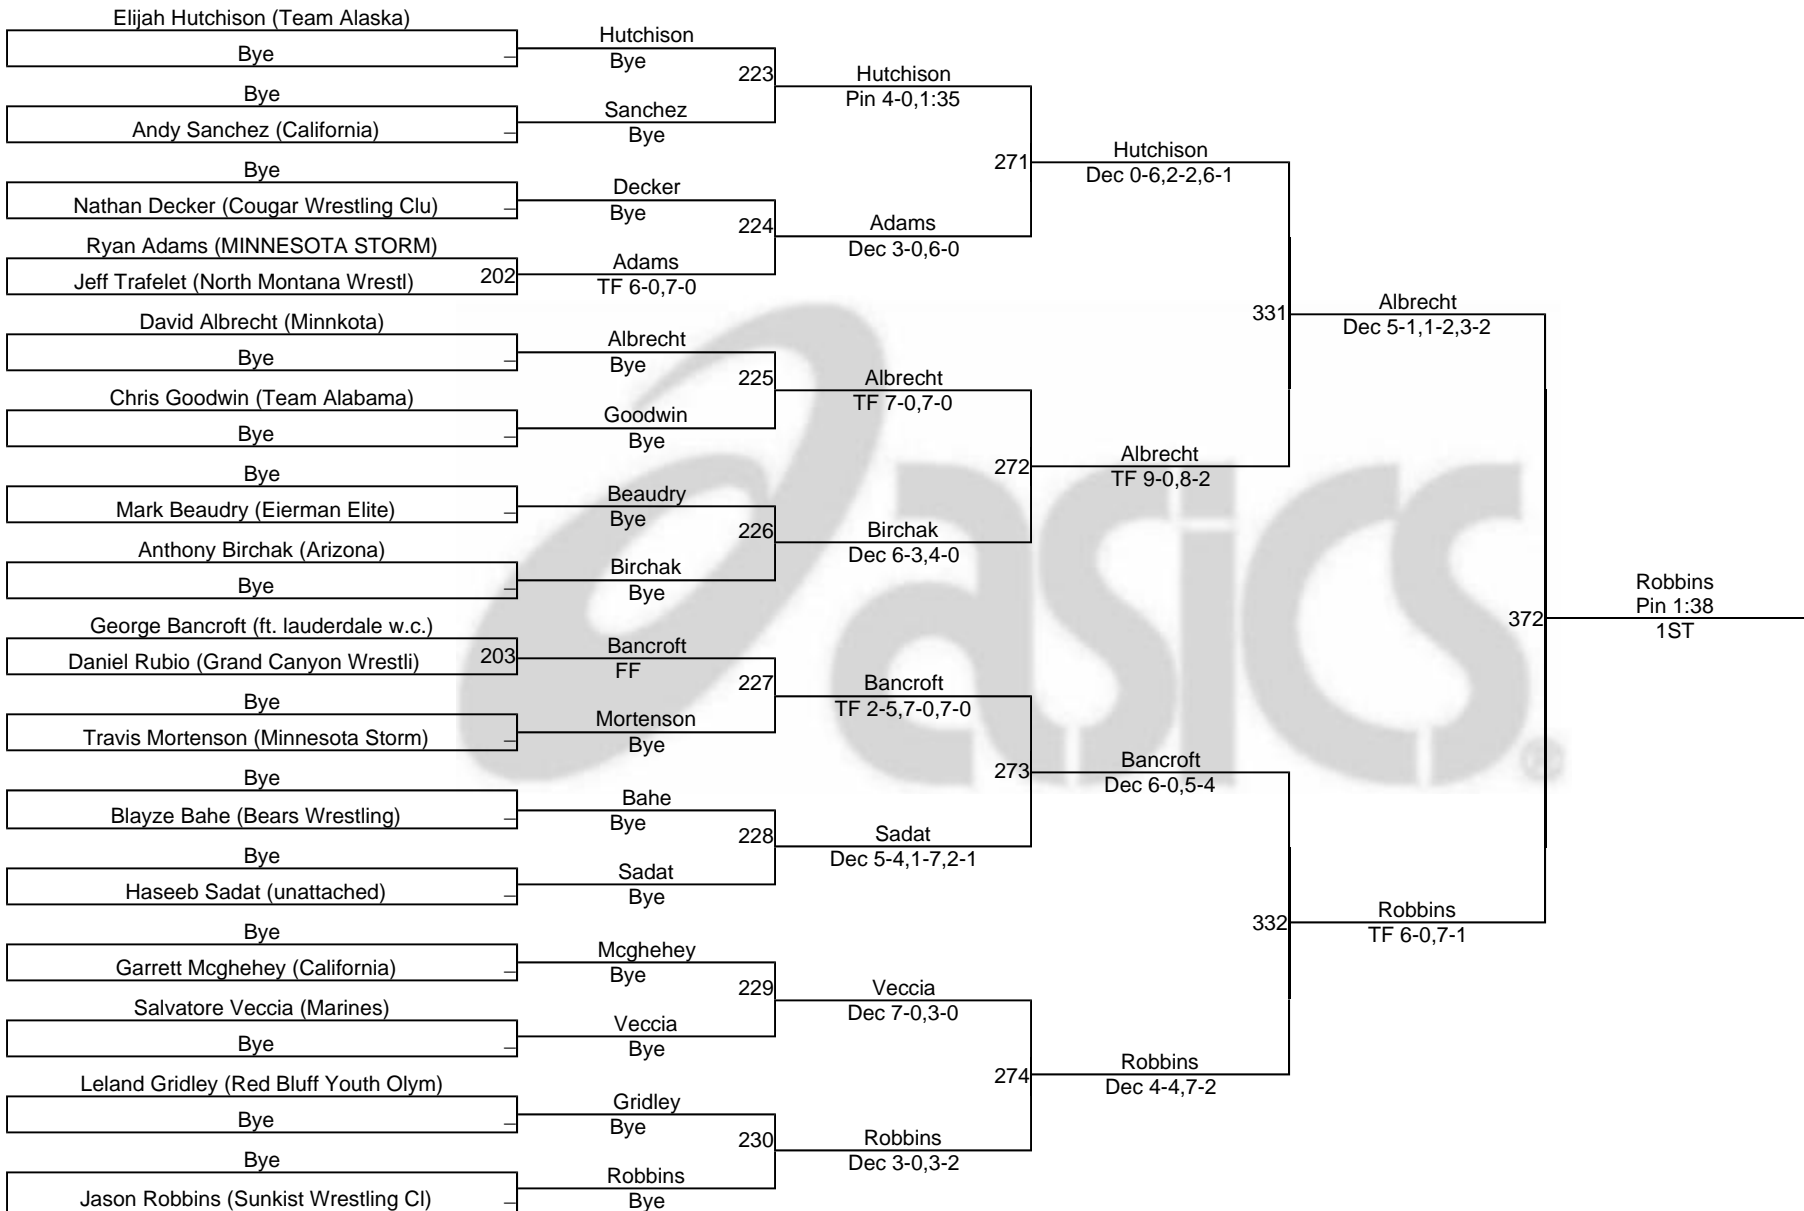 Elijah Hutchison (Team Alaska)
Bye
Bye
Andy Sanchez (California)
Bye
Nathan Decker (Cougar Wrestling Clu)
Ryan Adams (MINNESOTA STORM)
Jeff Trafelet (North Montana Wrestl) 202
David Albrecht (Minnkota)
Bye
Chris Goodwin (Team Alabama)
Bye
Bye
Mark Beaudry (Eierman Elite)
Anthony Birchak (Arizona)
Bye
George Bancroft (ft. lauderdale w.c.)
Daniel Rubio (Grand Canyon Wrestli) 203
Bye
Travis Mortenson (Minnesota Storm)
Bye
Blayze Bahe (Bears Wrestling)
Bye
Haseeb Sadat (unattached)
Bye
Garrett Mcghehey (California)
Salvatore Veccia (Marines)
Bye
Leland Gridley (Red Bluff Youth Olym)
Bye
Bye
Jason Robbins (Sunkist Wrestling Cl)
Hutchison
Bye
223
Sanchez
Bye
Decker
Bye
224
Adams
TF 6-0,7-0
Albrecht
Bye
225
Goodwin
Bye
Beaudry
Bye
226
Birchak
Bye
Bancroft
FF
227
Mortenson
Bye
Bahe
Bye
228
Sadat
Bye
Mcghehey
Bye
229
Veccia
Bye
Gridley
Bye
230
Robbins
Bye
Hutchison
Pin 4-0,1:35
271
Adams
Dec 3-0,6-0
Albrecht
TF 7-0,7-0
272
Birchak
Dec 6-3,4-0
Bancroft
TF 2-5,7-0,7-0
273
Sadat
Dec 5-4,1-7,2-1
Veccia
Dec 7-0,3-0
274
Robbins
Dec 3-0,3-2
Hutchison
Dec 0-6,2-2,6-1
331
Albrecht
TF 9-0,8-2
Bancroft
Dec 6-0,5-4
332
Robbins
Dec 4-4,7-2
Albrecht
Dec 5-1,1-2,3-2
372
Robbins
TF 6-0,7-1
Robbins
Pin 1:38
1ST
asics®